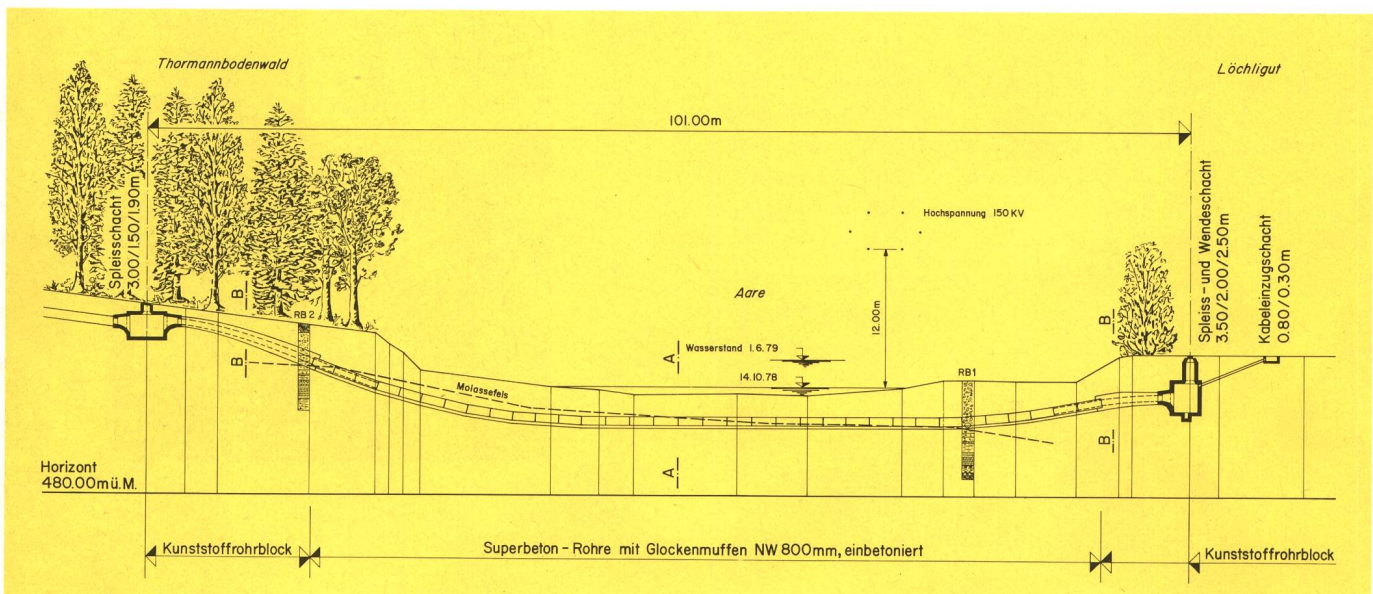 Thormannbodenwald
Löchligut
101.00m
Spleisschacht
3.00/1.50/1.90m
Hochspannung 150 KV
Spleiss- und Wendeschacht
3.50/2.00/2.50m
Kabeleinzugschacht
0.80/0.30m
Aare
12.00m
B
B
RB 2
B
B
A
Wasserstand 1.6.79
14.10.78
RB1
Molassefels
A
Horizont
480.00m ü.M.
Kunststoffrohrblock
Superbeton - Rohre mit Glockenmuffen NW 800mm, einbetoniert
Kunststoffrohrblock